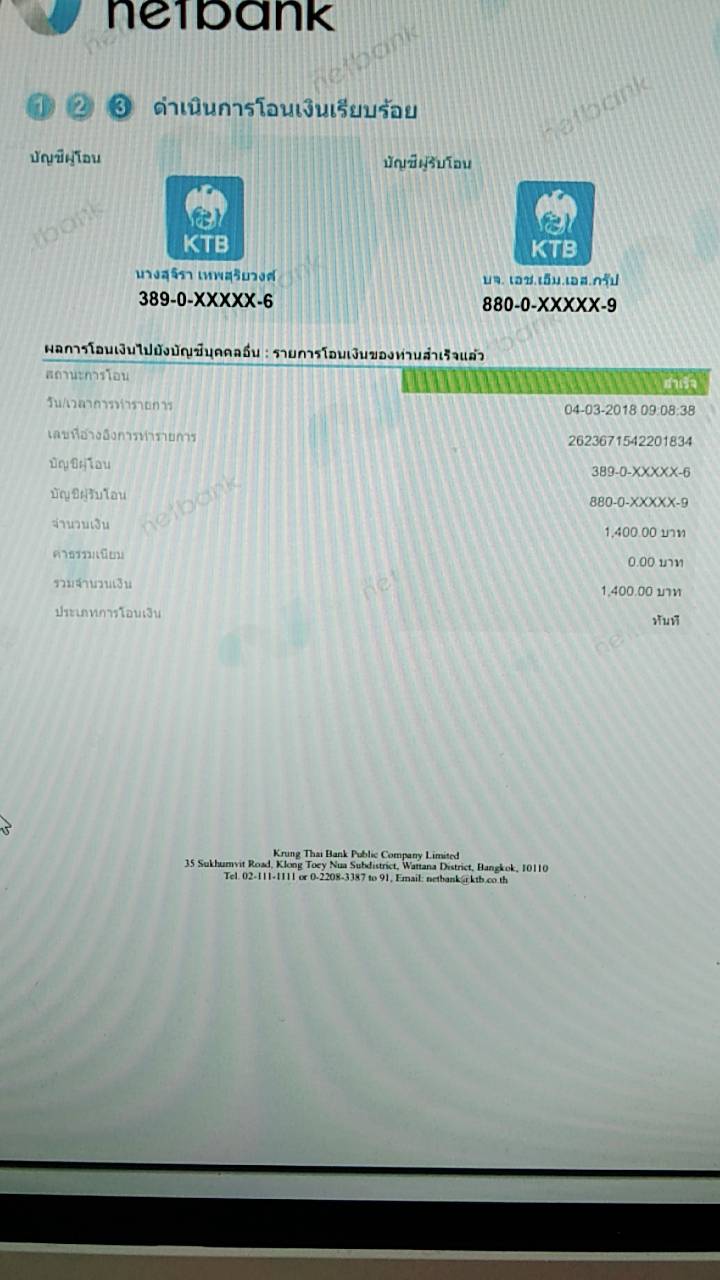 netbank
1 2 3 ดำเนินการโอนเงินเรียบร้อย
บัญชีผู้โอน
บัญชีผู้รับโอน
KTB
KTB
นางสุจิรา เทพสุริยวงศ์
บจ. เอช.เอ็ม.เอส.กรุ๊ป
389-0-XXXXX-6
880-0-XXXXX-9
ผลการโอนเงินไปยังบัญชีบุคคลอื่น : รายการโอนเงินของท่านสำเร็จแล้ว
สถานะการโอน สำเร็จ
วัน/เวลาการทำรายการ 04-03-2018 09:08:38
เลขที่อ้างอิงการทำรายการ 2623671542201834
บัญชีผู้โอน 389-0-XXXXX-6
บัญชีผู้รับโอน 880-0-XXXXX-9
จำนวนเงิน 1,400.00 บาท
ค่าธรรมเนียม 0.00 บาท
รวมจำนวนเงิน 1,400.00 บาท
ประเภทการโอนเงิน ทันที
Krung Thai Bank Public Company Limited
35 Sukhumvit Road, Klong Toey Nua Subdistrict, Wattana District, Bangkok, 10110
Tel. 02-111-1111 or 0-2208-3387 to 91, Email: netbank@ktb.co.th